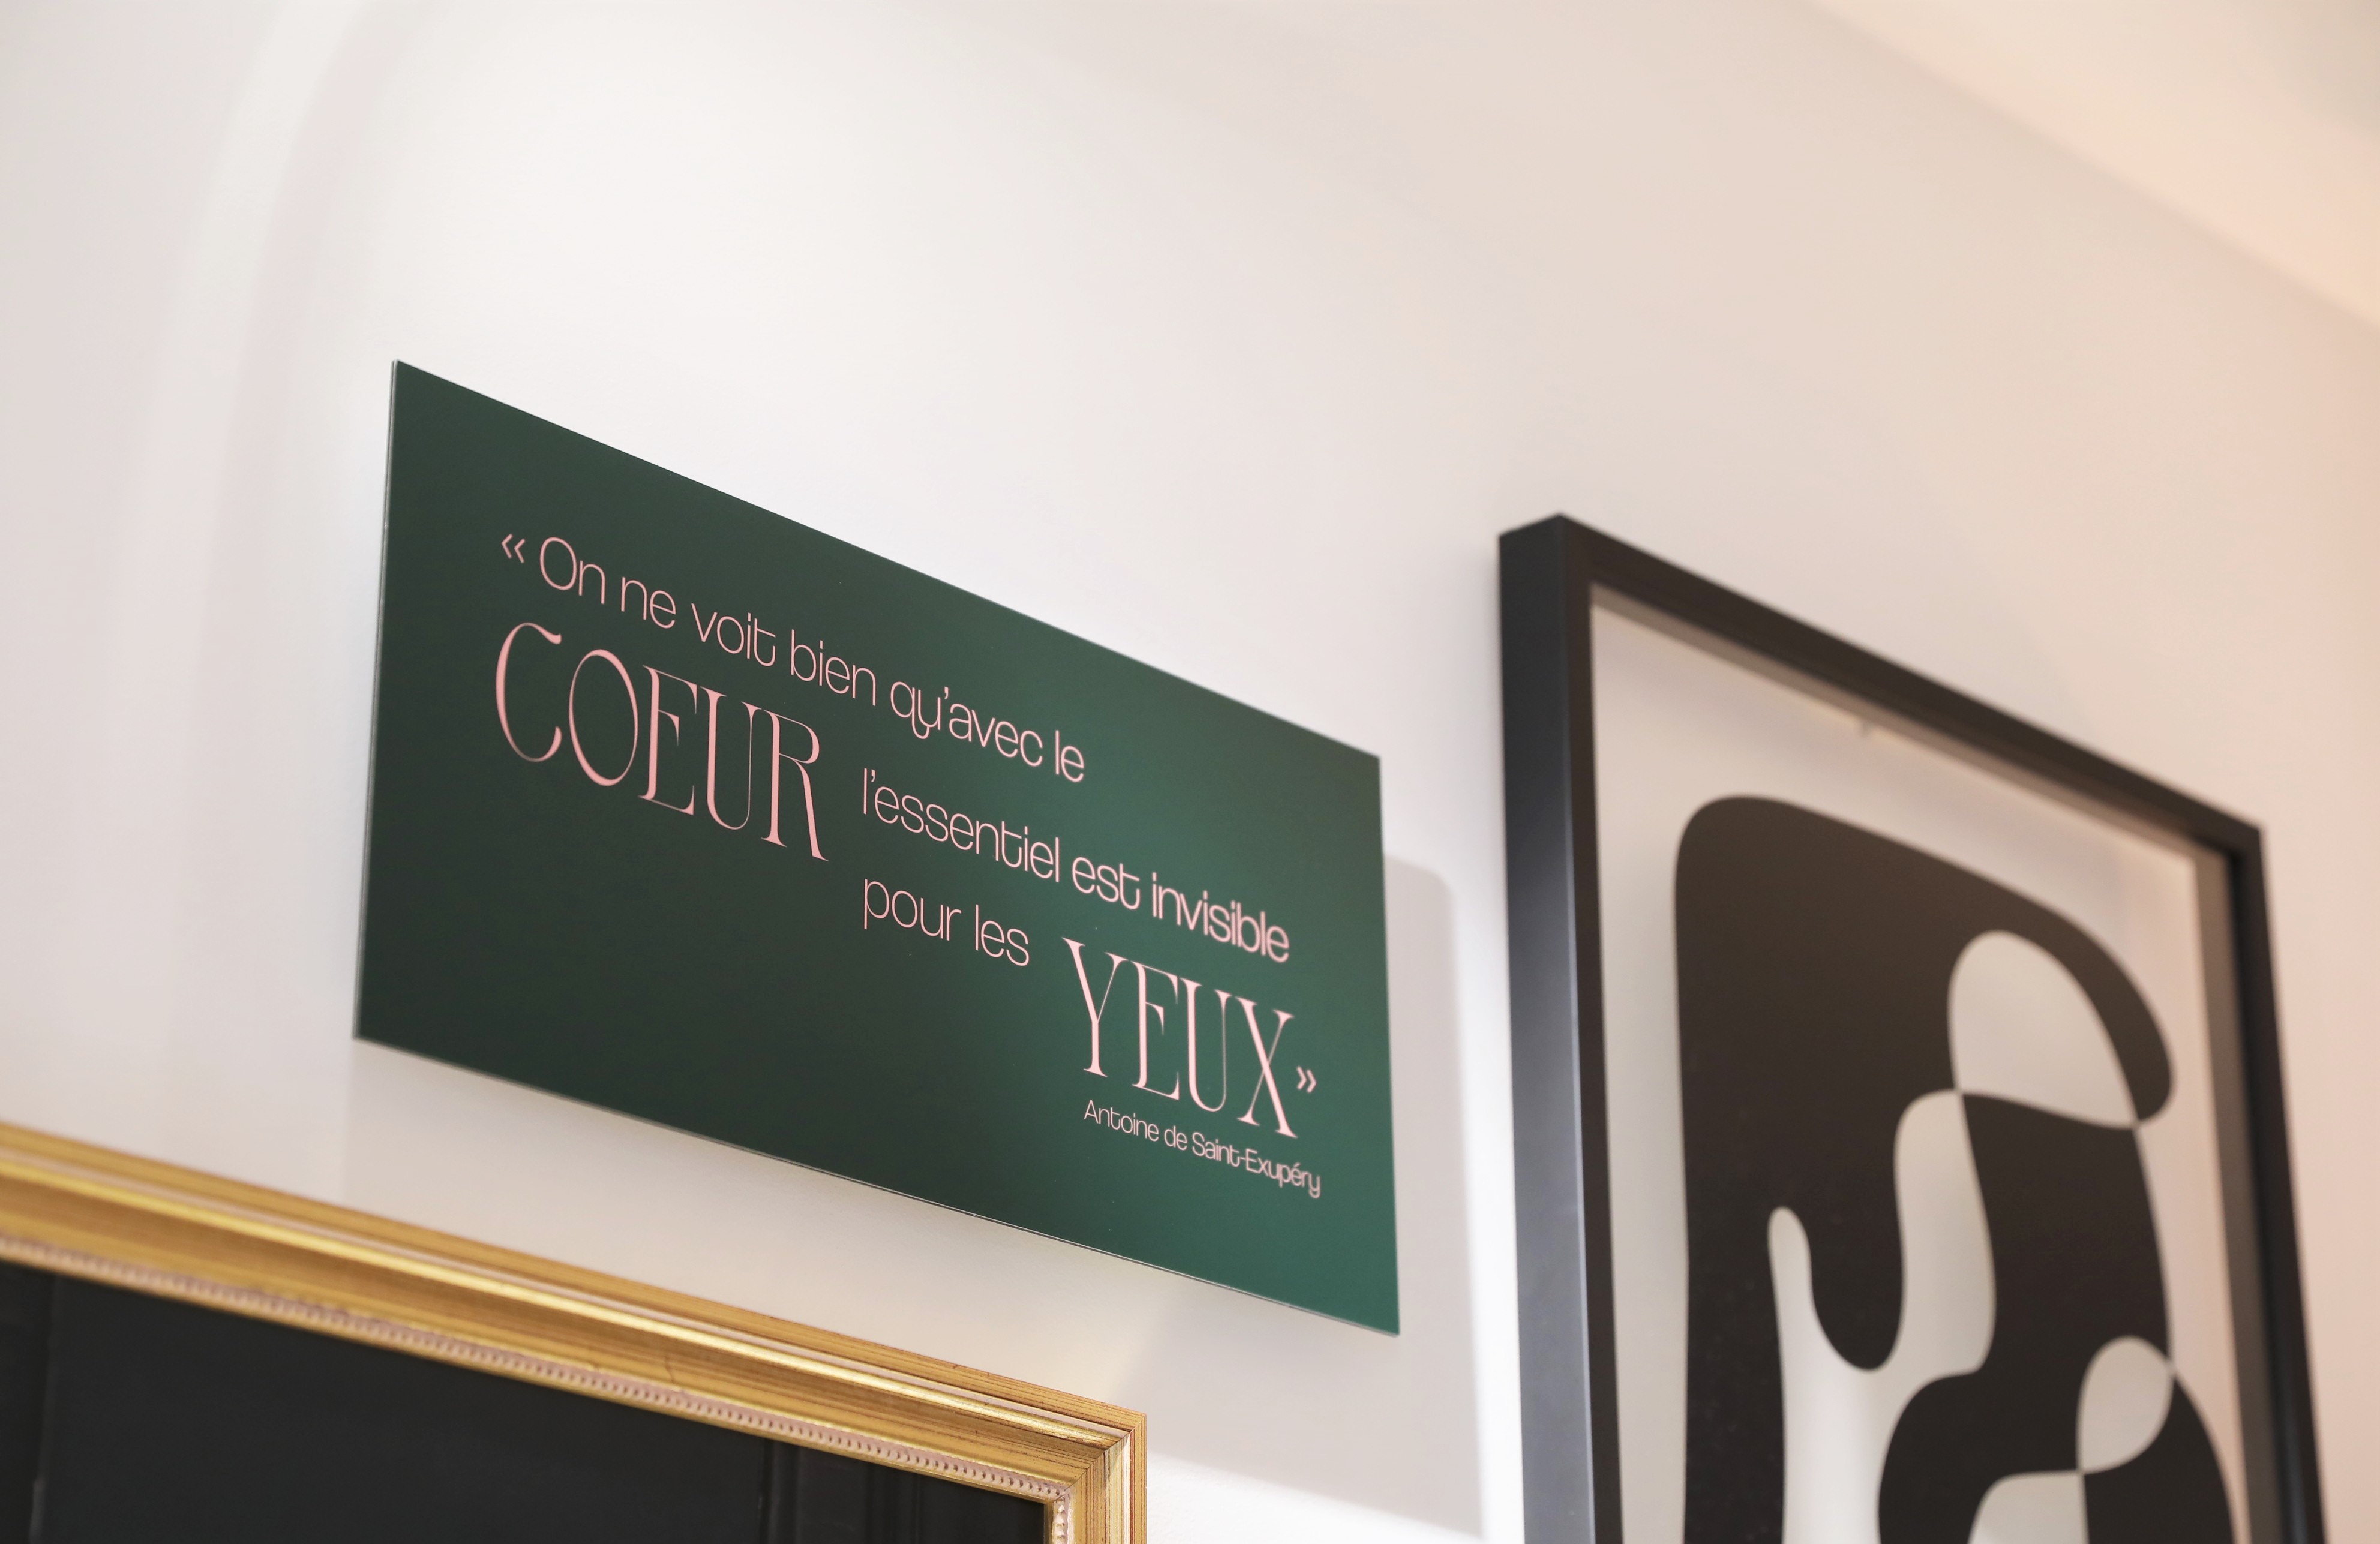 « On ne voit bien qu'avec le
COEUR
l'essentiel est invisible
pour les
YEUX»
Antoine de Saint-Exupéry